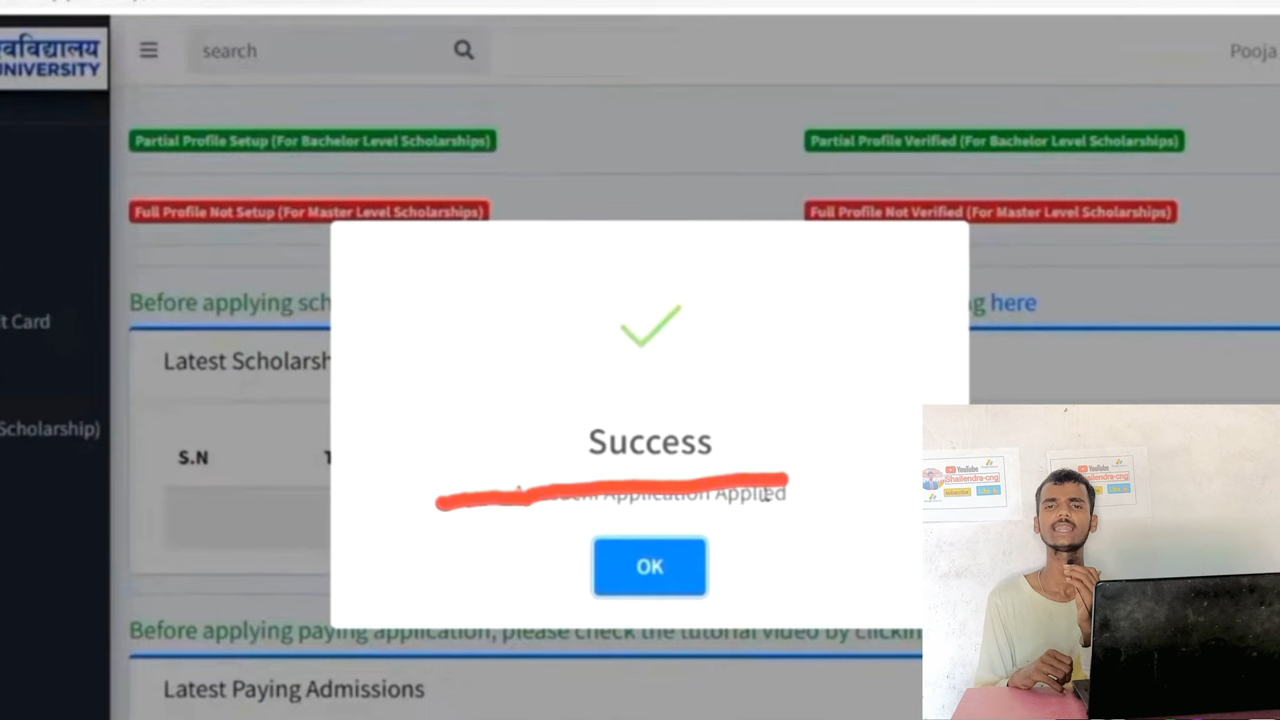 वविद्यालय
UNIVERSITY
search
Pooja
Partial Profile Setup (For Bachelor Level Scholarships)
Partial Profile Verified (For Bachelor Level Scholarships)
Full Profile Not Setup (For Master Level Scholarships)
Full Profile Not Verified (For Master Level Scholarships)
Before applying sch
g here
t Card
Latest Scholarsh
Scholarship)
S.N
T
Success
Application Applied
OK
Before applying paying application, please check the tutorial video by clickin
Latest Paying Admissions
YouTube
Shailendra-cng
subscribe
YouTube
cng